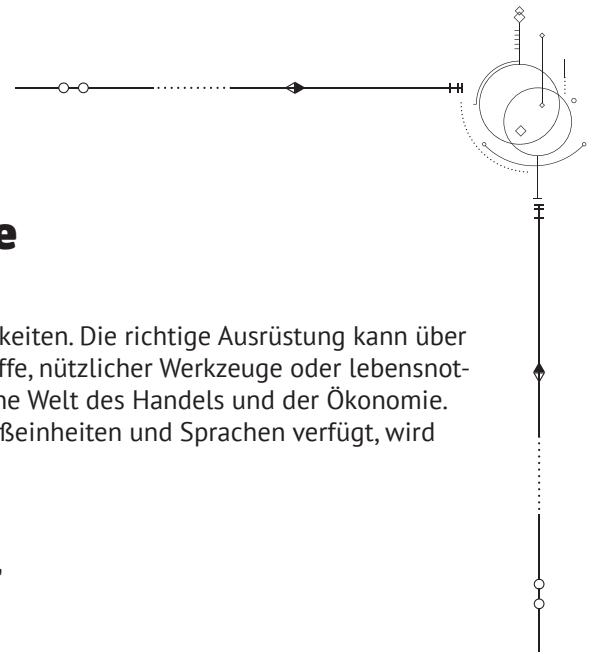 e
keiten. Die richtige Ausrüstung kann über
ffe, nützlicher Werkzeuge oder lebensnot-
ne Welt des Handels und der Ökonomie.
ßeinheiten und Sprachen verfügt, wird